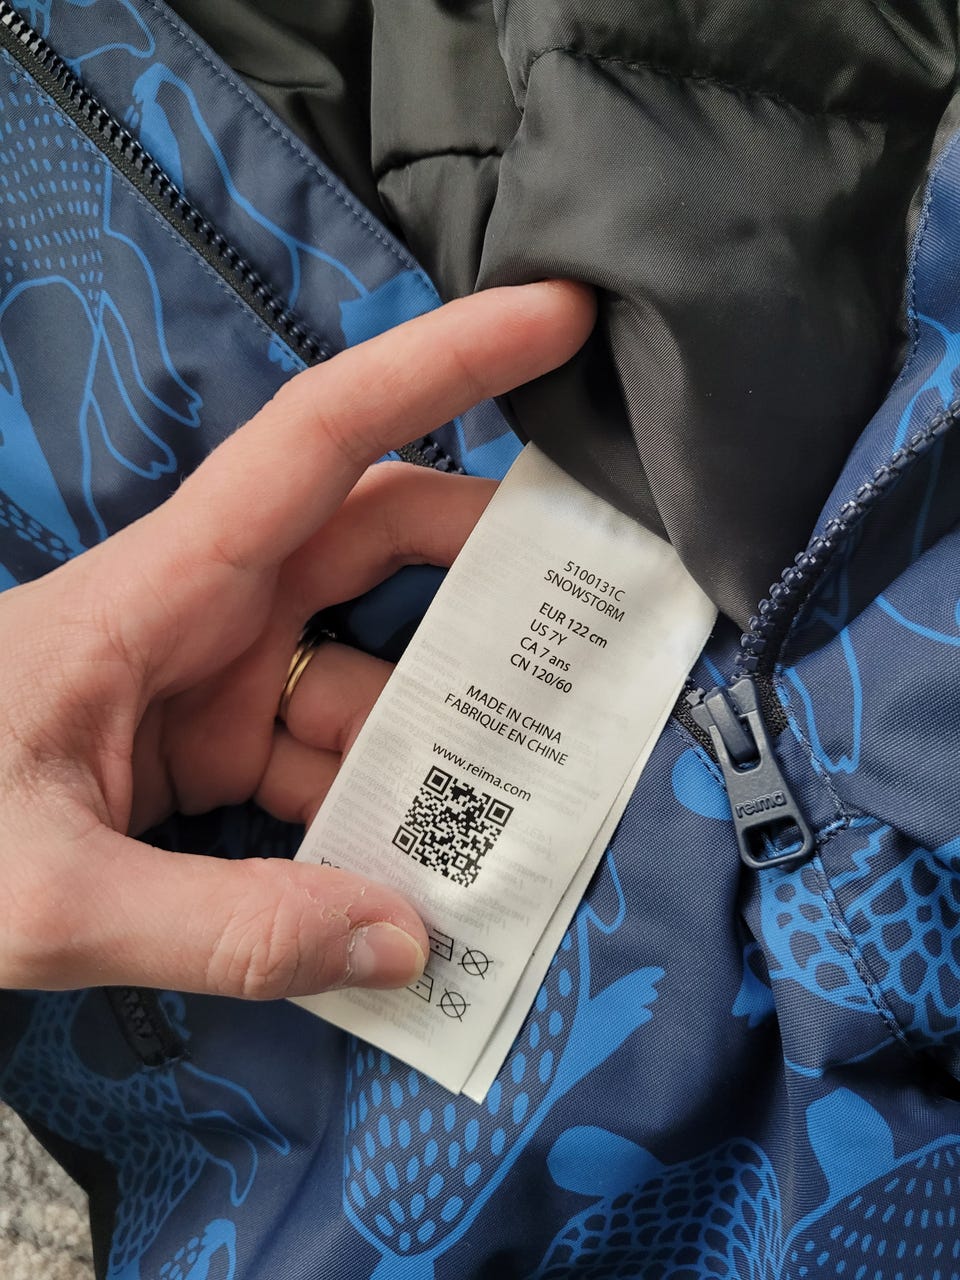 5100131C
SNOWSTORM
EUR 122 cm
US 7Y
CA 7 ans
CN 120/60
MADE IN CHINA
FABRIQUE EN CHINE
www.reima.com
reima